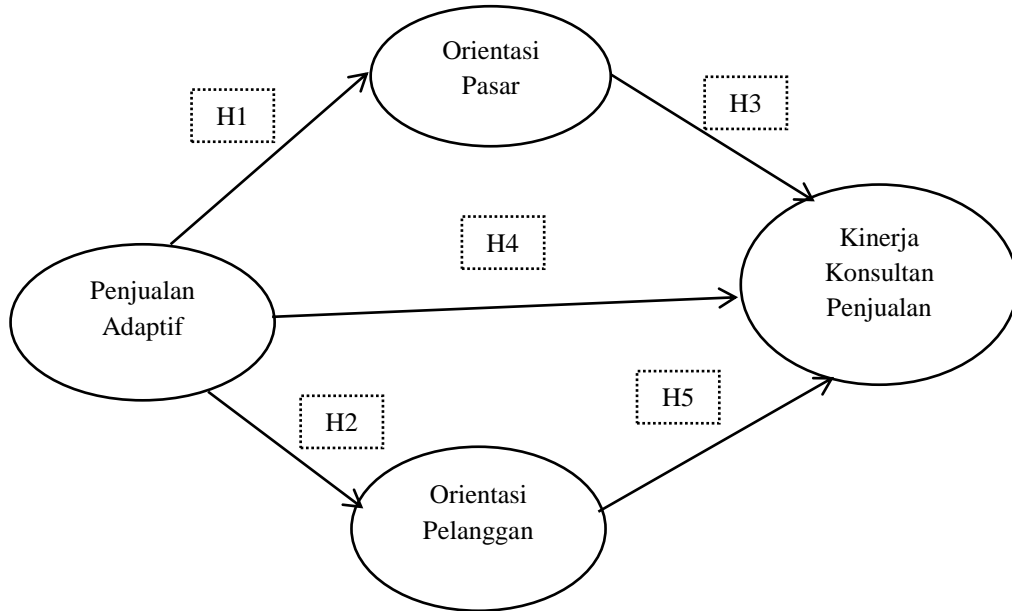 Orientasi
Pasar
H1
H3
H4
Penjualan
Adaptif
Kinerja
Konsultan
Penjualan
H2
H5
Orientasi
Pelanggan